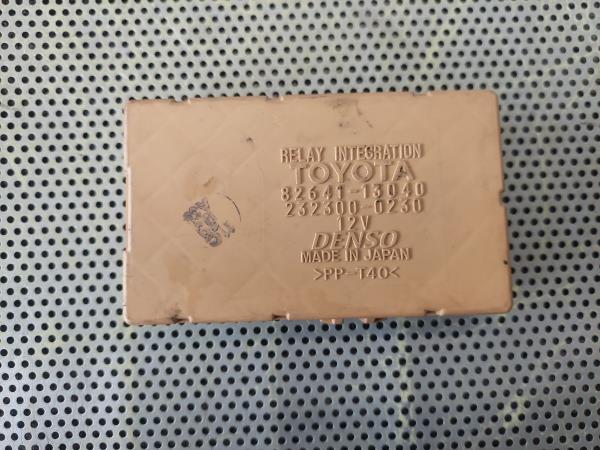 RELAY INTEGRATION
TOYOTA
82641-13040
232300-0230
12V
DENSO
MADE IN JAPAN
>PP-T40<